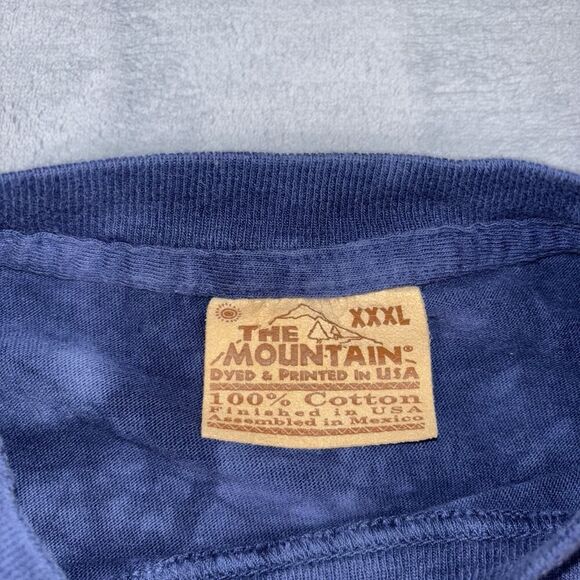 XXXL
THE
MOUNTAIN®
DYED & PRINTED IN USA
100% Cotton
Finished in USA
Assembled in Mexico